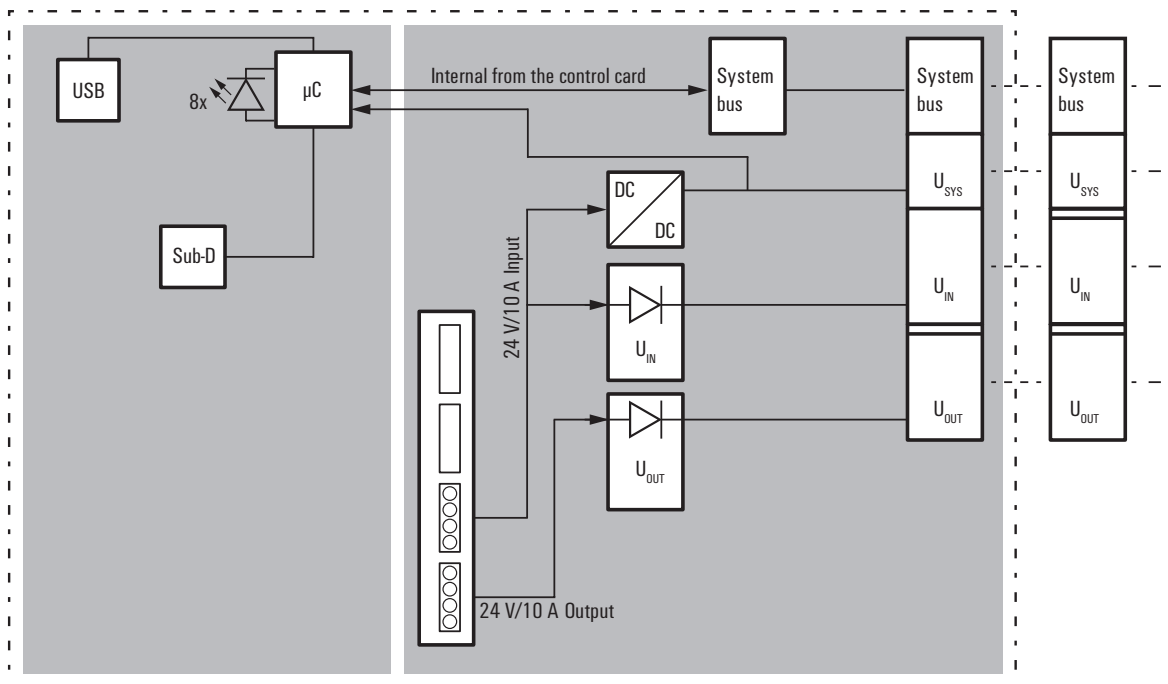 USB
8x
µC
Internal from the control card
System
bus
System
bus
System
bus
DC
DC
U_SYS
U_SYS
Sub-D
24 V/10 A Input
U_IN
U_IN
U_IN
U_OUT
U_OUT
U_OUT
24 V/10 A Output